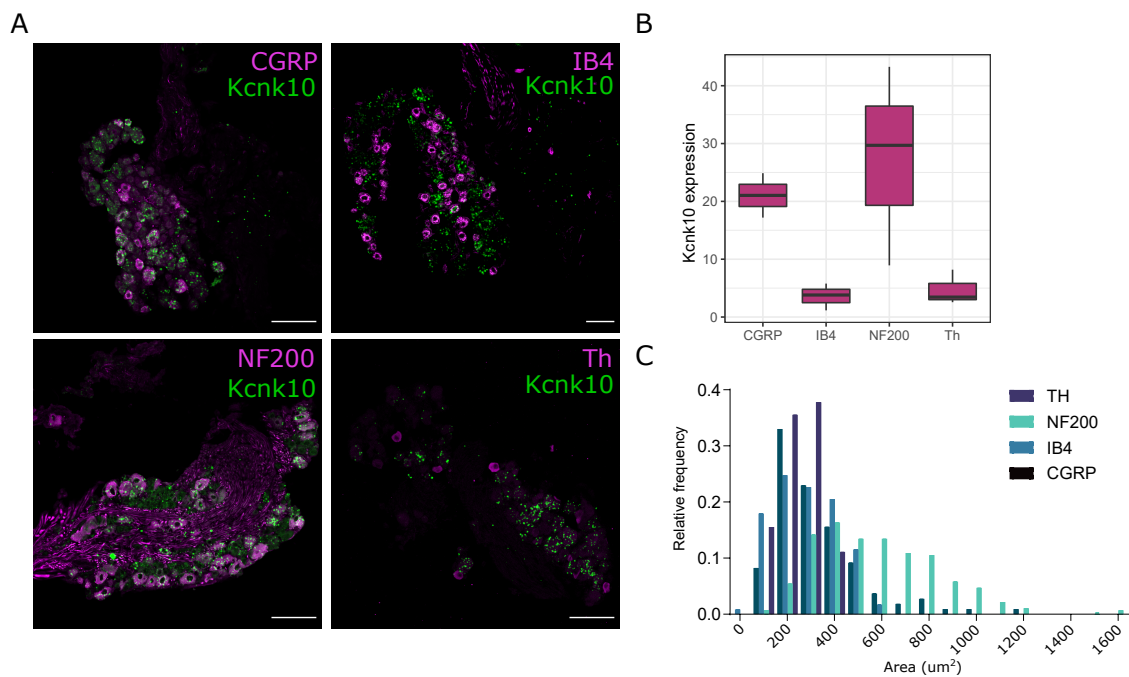 A
CGRP
Kcnk10
IB4
Kcnk10
NF200
Kcnk10
Th
Kcnk10
B
Kcnk10 expression
40
30
20
10
0
CGRP
IB4
NF200
Th
C
Relative frequency
0.4
0.3
0.2
0.1
0.0
TH
NF200
IB4
CGRP
0
200
400
600
800
1000
1200
1400
1600
Area (um²)